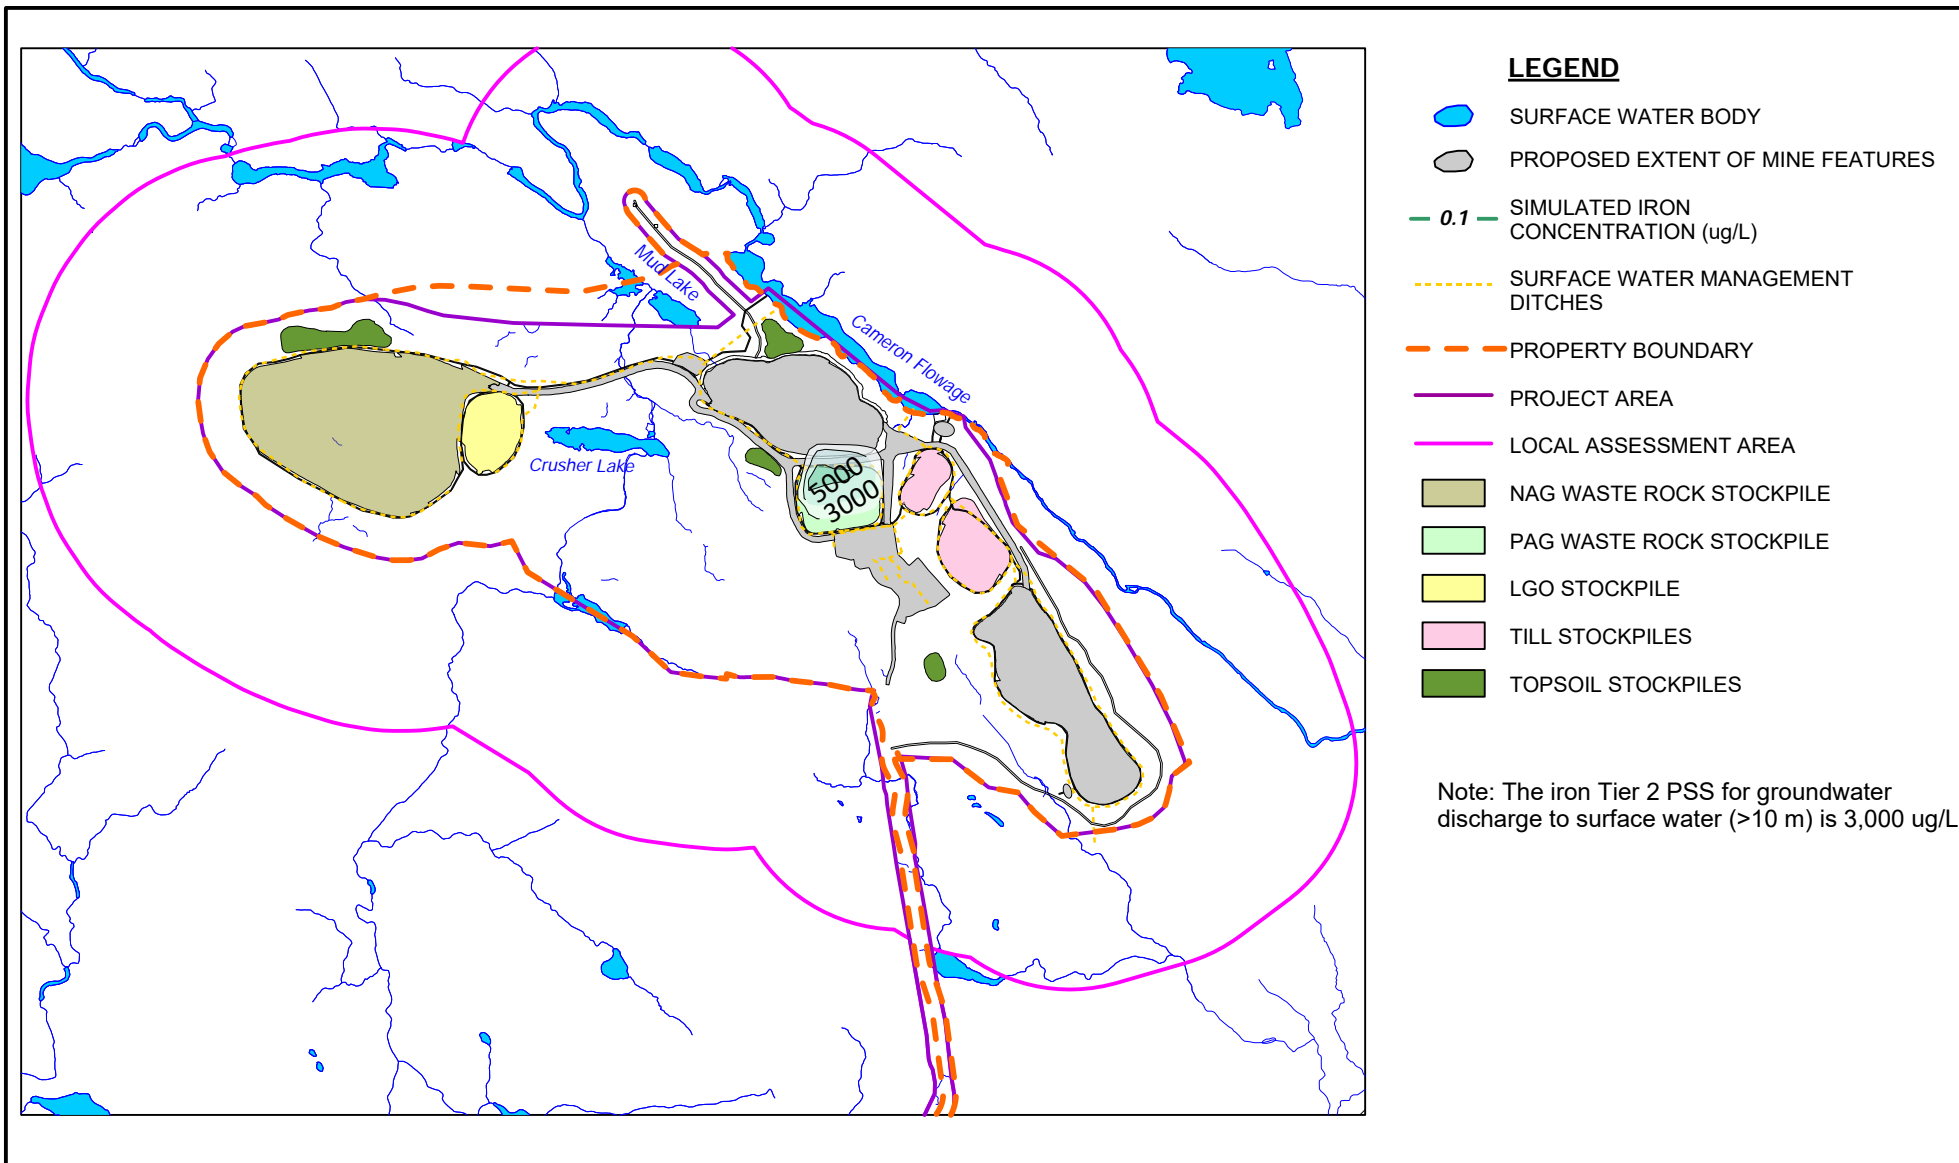 Mud Lake
Cameron Flowage
Crusher Lake
5000
3000
LEGEND
SURFACE WATER BODY
PROPOSED EXTENT OF MINE FEATURES
0.1
SIMULATED IRON
CONCENTRATION (ug/L)
SURFACE WATER MANAGEMENT
DITCHES
PROPERTY BOUNDARY
PROJECT AREA
LOCAL ASSESSMENT AREA
NAG WASTE ROCK STOCKPILE
PAG WASTE ROCK STOCKPILE
LGO STOCKPILE
TILL STOCKPILES
TOPSOIL STOCKPILES
Note: The iron Tier 2 PSS for groundwater
discharge to surface water (>10 m) is 3,000 ug/L